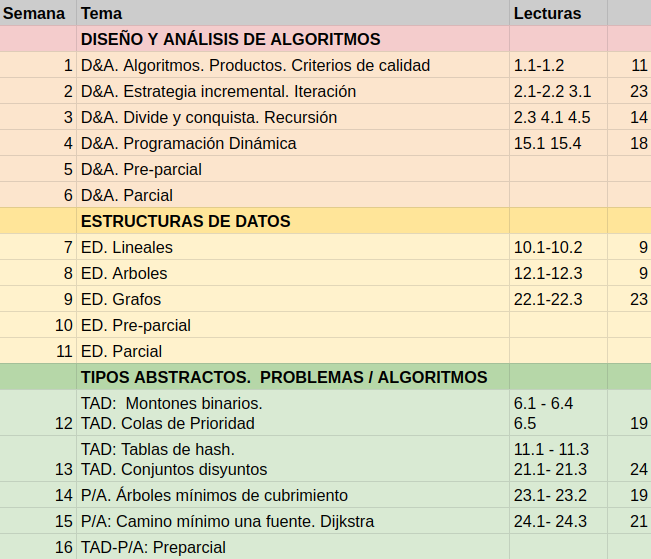 Semana Tema Lecturas
DISEÑO Y ANÁLISIS DE ALGORITMOS
1 D&A. Algoritmos. Productos. Criterios de calidad 1.1-1.2 11
2 D&A. Estrategia incremental. Iteración 2.1-2.2 3.1 23
3 D&A. Divide y conquista. Recursión 2.3 4.1 4.5 14
4 D&A. Programación Dinámica 15.1 15.4 18
5 D&A. Pre-parcial
6 D&A. Parcial
ESTRUCTURAS DE DATOS
7 ED. Lineales 10.1-10.2 9
8 ED. Arboles 12.1-12.3 9
9 ED. Grafos 22.1-22.3 23
10 ED. Pre-parcial
11 ED. Parcial
TIPOS ABSTRACTOS. PROBLEMAS / ALGORITMOS
TAD: Montones binarios. 6.1 - 6.4
12 TAD. Colas de Prioridad 6.5 19
TAD: Tablas de hash. 11.1 - 11.3
13 TAD. Conjuntos disyuntos 21.1- 21.3 24
14 P/A. Árboles mínimos de cubrimiento 23.1- 23.2 19
15 P/A: Camino mínimo una fuente. Dijkstra 24.1- 24.3 21
16 TAD-P/A: Preparcial